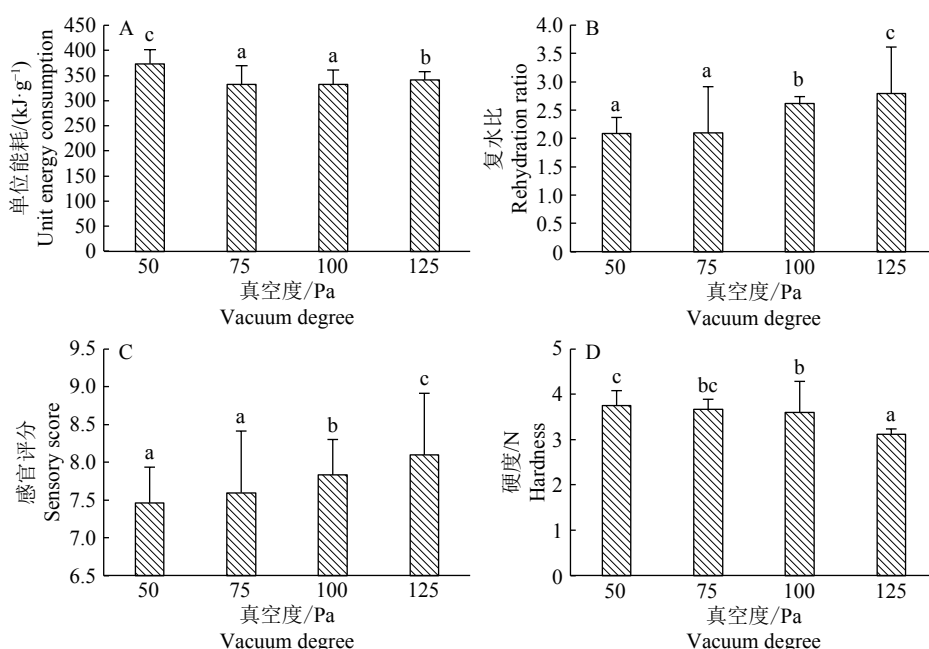 A
单位能耗/(kJ·g⁻¹)
Unit energy consumption
450
400
350
300
250
200
150
100
50
0
c
a
a
b
50
75
100
125
真空度/Pa
Vacuum degree
B
复水比
Rehydration ratio
4.0
3.5
3.0
2.5
2.0
1.5
1.0
0.5
0.0
a
a
b
c
50
75
100
125
真空度/Pa
Vacuum degree
C
感官评分
Sensory score
9.5
9.0
8.5
8.0
7.5
7.0
6.5
a
a
b
c
50
75
100
125
真空度/Pa
Vacuum degree
D
硬度/N
Hardness
5
4
3
2
1
0
c
bc
b
a
50
75
100
125
真空度/Pa
Vacuum degree